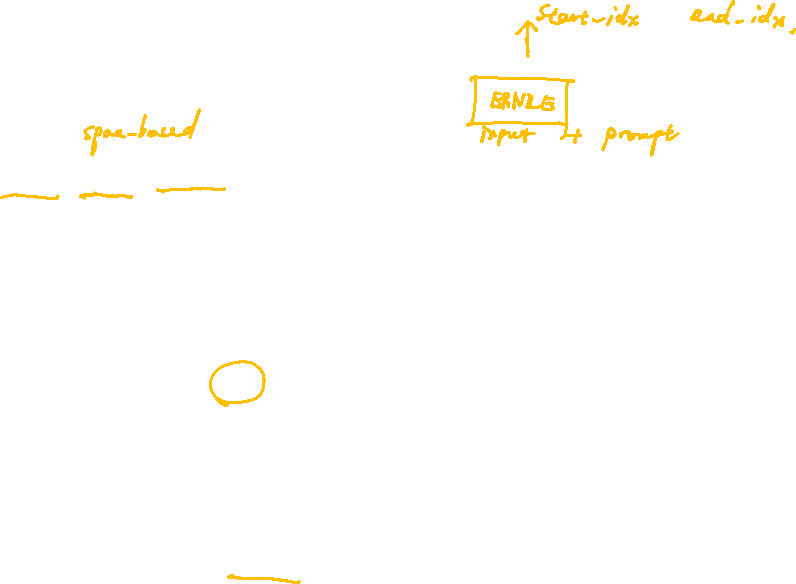 start_idx end_idx,
ERNIE
span-based
input + prompt